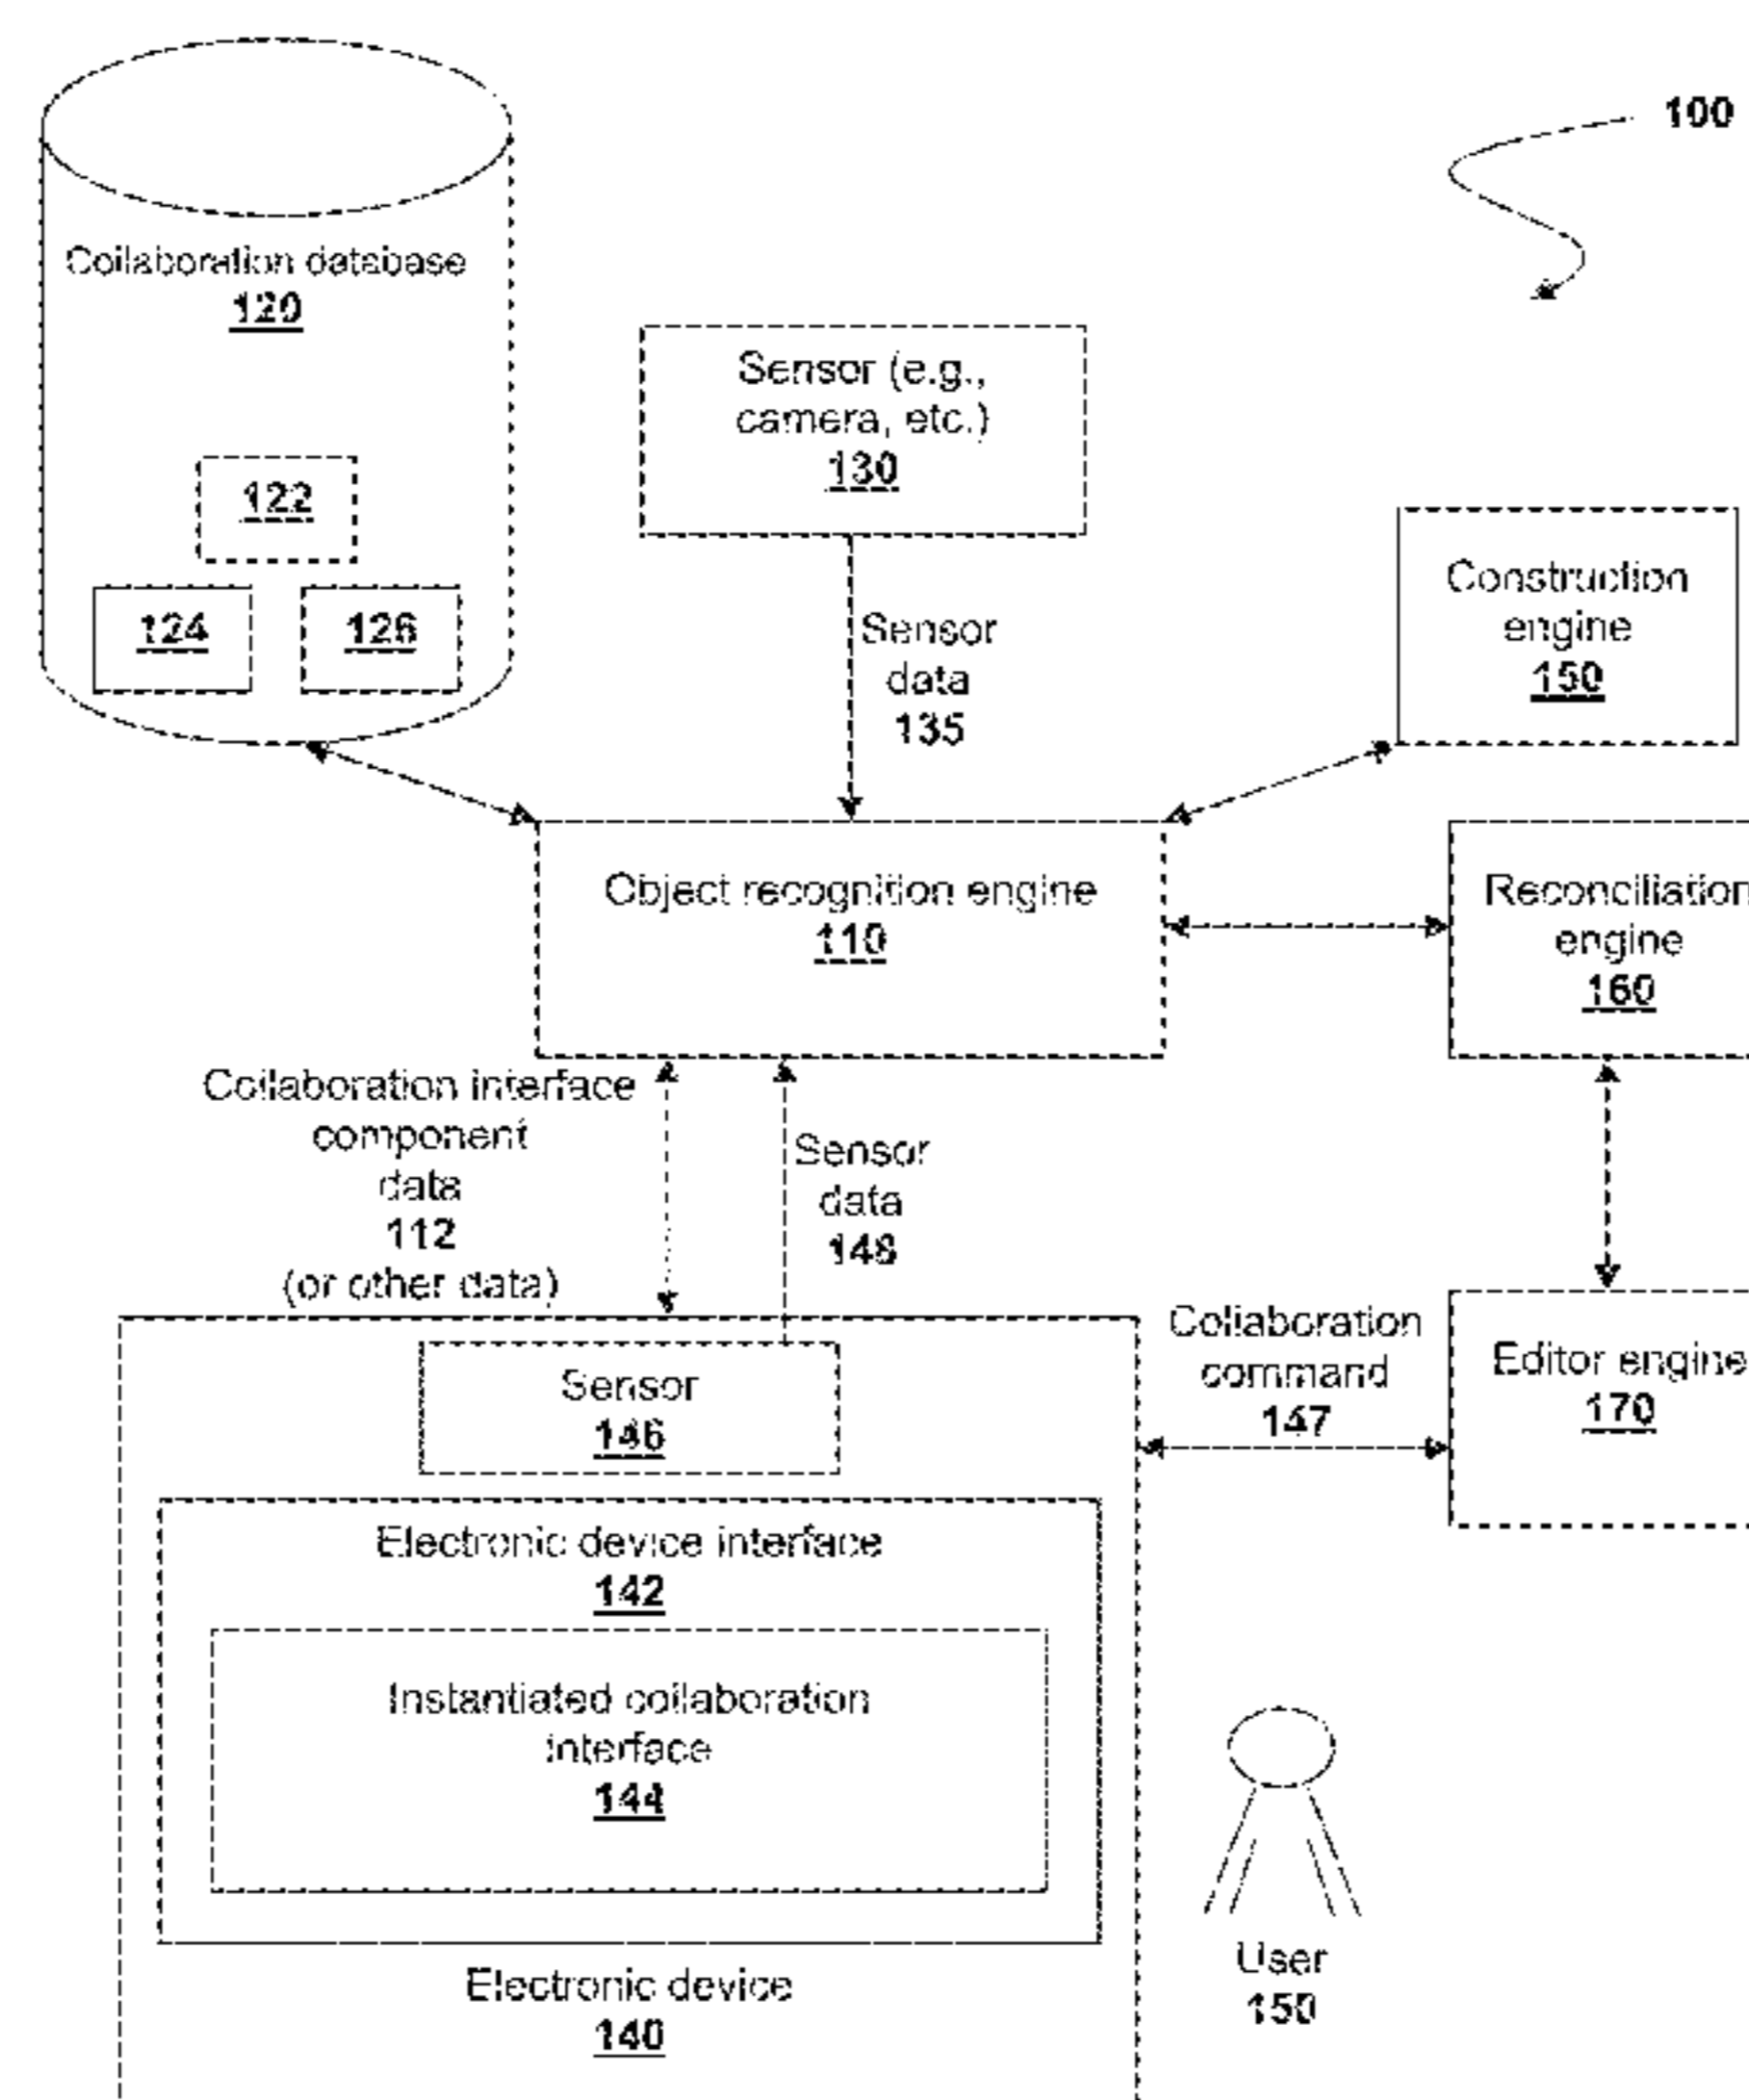 100
Collaboration database
120
122
124
126
Sensor (e.g.,
camera, etc.)
130
Sensor
data
135
Construction
engine
150
Object recognition engine
110
Reconciliation
engine
160
Collaboration interface
component
data
112
(or other data)
Sensor
data
148
Collaboration
command
147
Editor engine
170
Sensor
146
Electronic device interface
142
Instantiated collaboration
interface
144
Electronic device
140
User
150